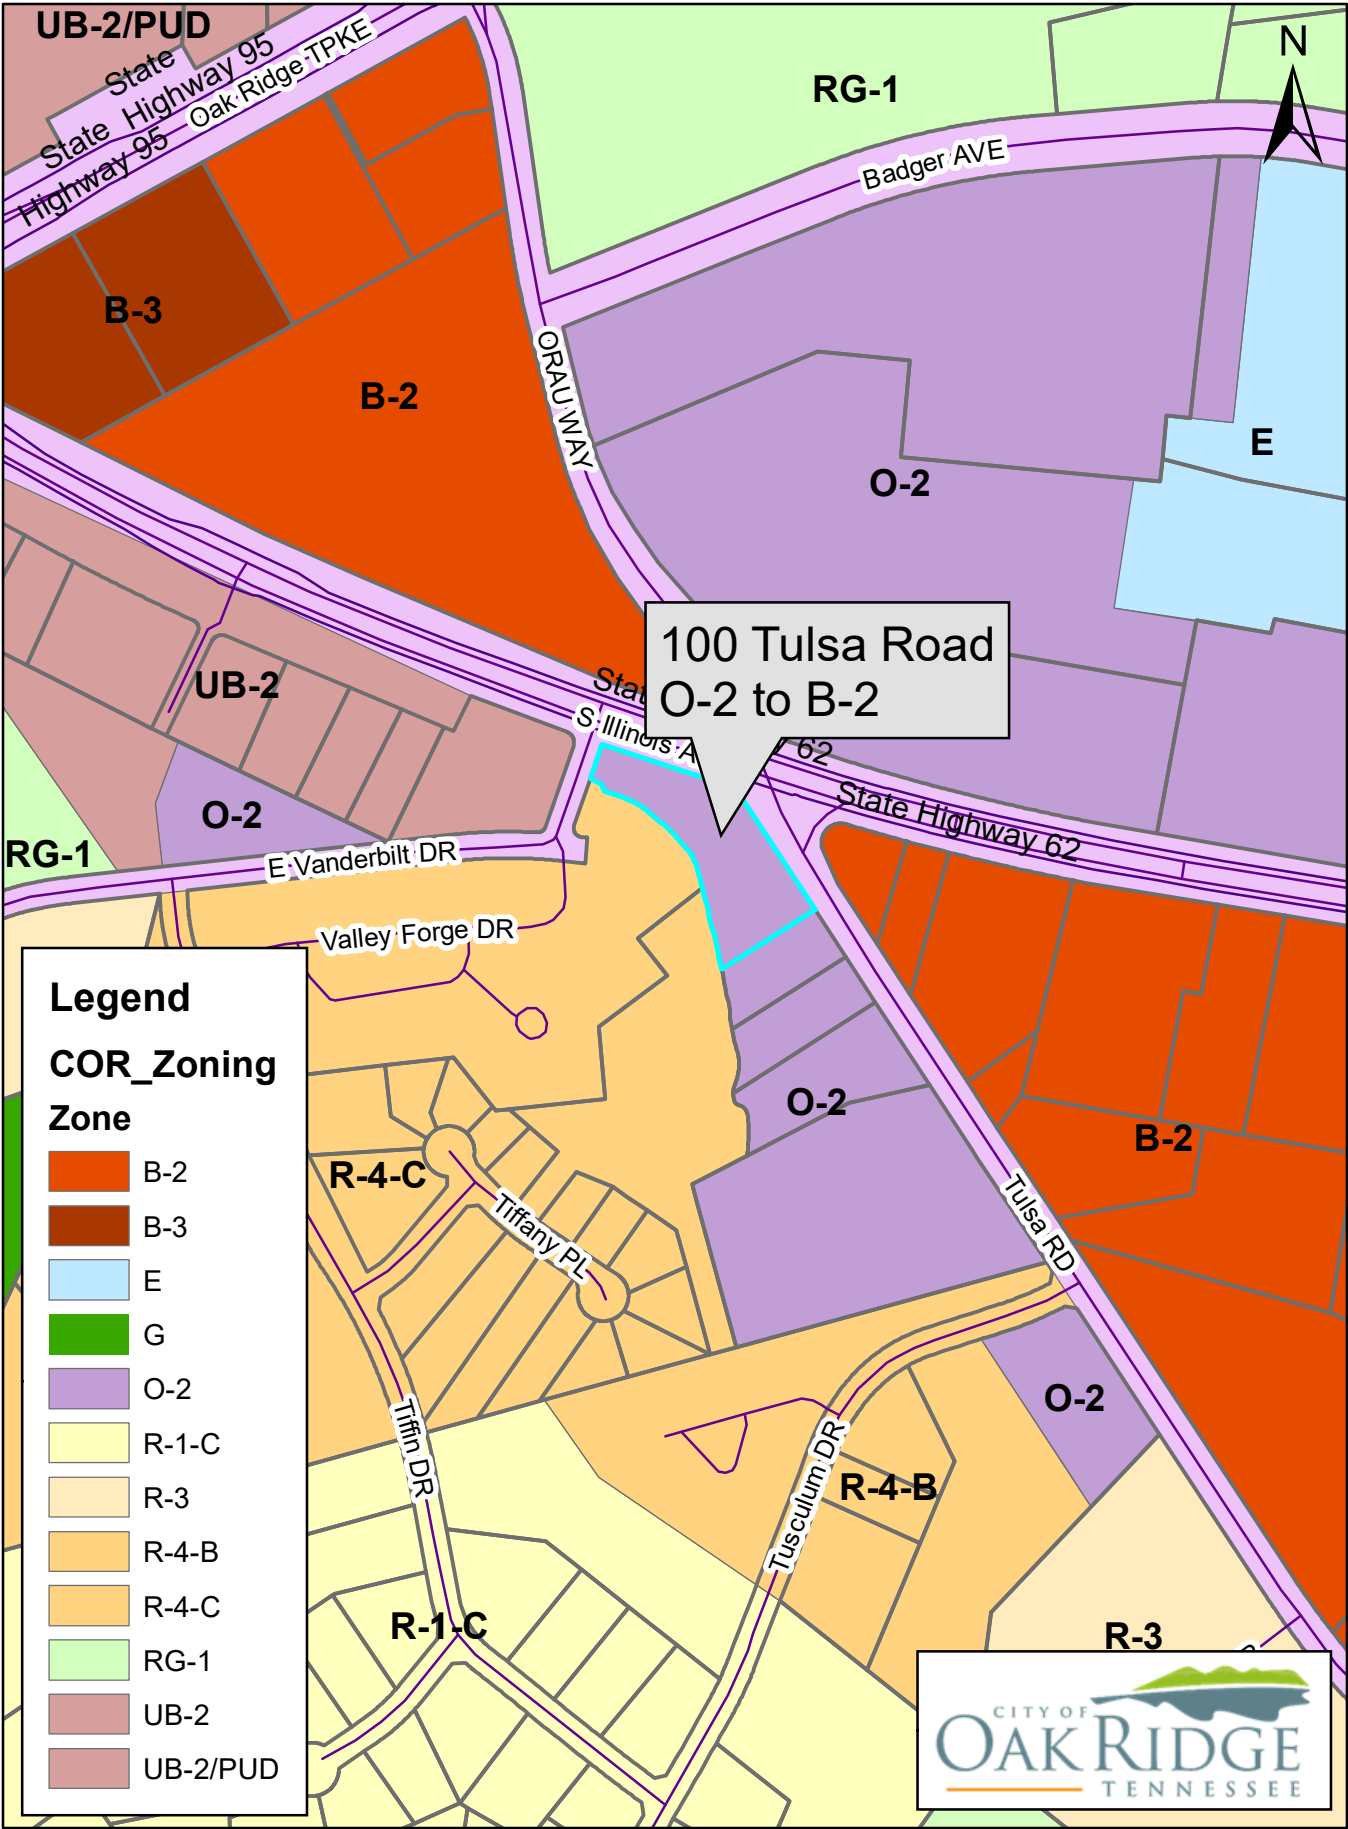 UB-2/PUD
State
Highway 95
Oak Ridge TPKE
State
Highway 95
RG-1
N
Badger AVE
B-3
B-2
ORAU WAY
E
O-2
100 Tulsa Road
O-2 to B-2
UB-2
Stat
S Illinois A
62
O-2
State Highway 62
RG-1
E Vanderbilt DR
Valley Forge DR
Legend
COR_Zoning
Zone
B-2
B-3
E
G
O-2
R-1-C
R-3
R-4-B
R-4-C
RG-1
UB-2
UB-2/PUD
O-2
B-2
R-4-C
Tiffany PL
Tulsa RD
Tiffin DR
O-2
Tusculum DR
R-4-B
R-1-C
R-3
CITY OF
OAK RIDGE
TENNESSEE